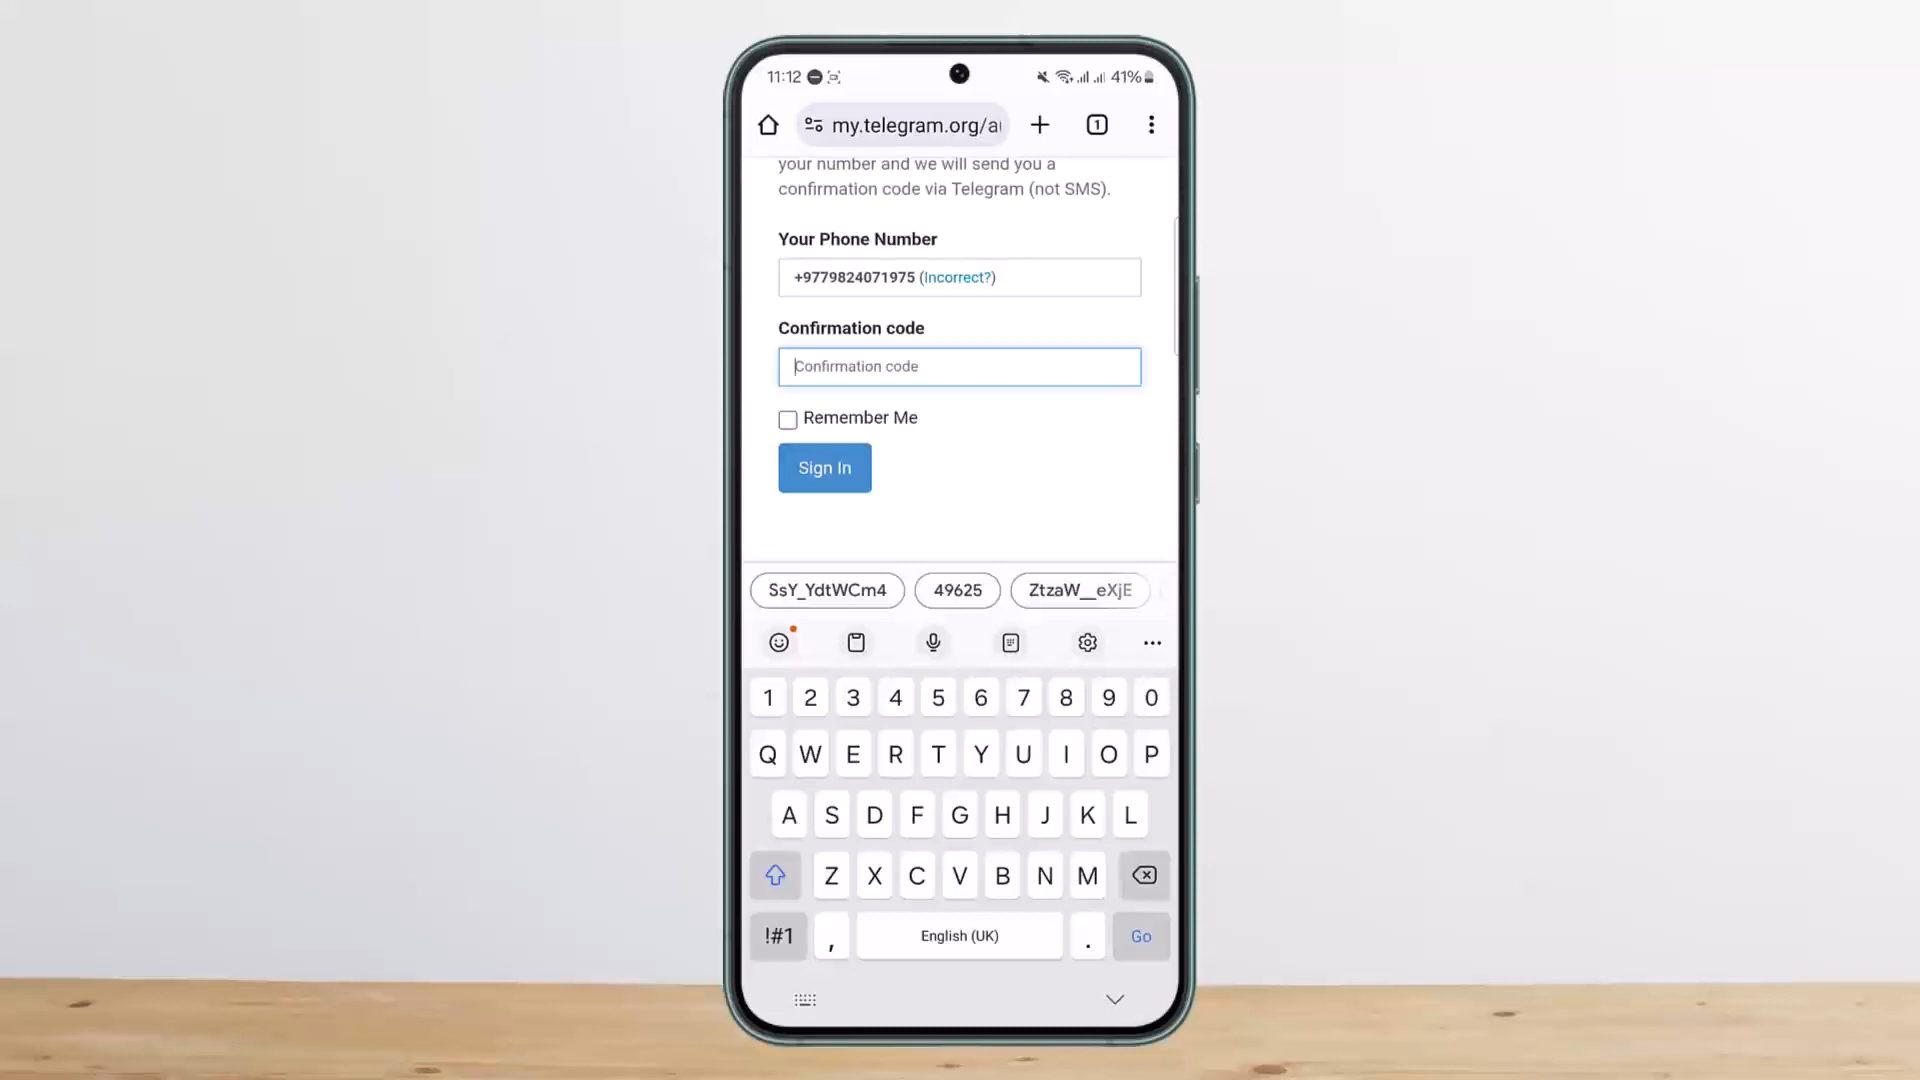 11:12 41%
my.telegram.org/a
1
your number and we will send you a
confirmation code via Telegram (not SMS).
Your Phone Number
+9779824071975 (Incorrect?)
Confirmation code
Confirmation code
Remember Me
Sign In
SsY_YdtWCm4 49625 ZtzaW__eXjE
1 2 3 4 5 6 7 8 9 0
Q W E R T Y U I O P
A S D F G H J K L
Z X C V B N M
!#1 , English (UK) . Go